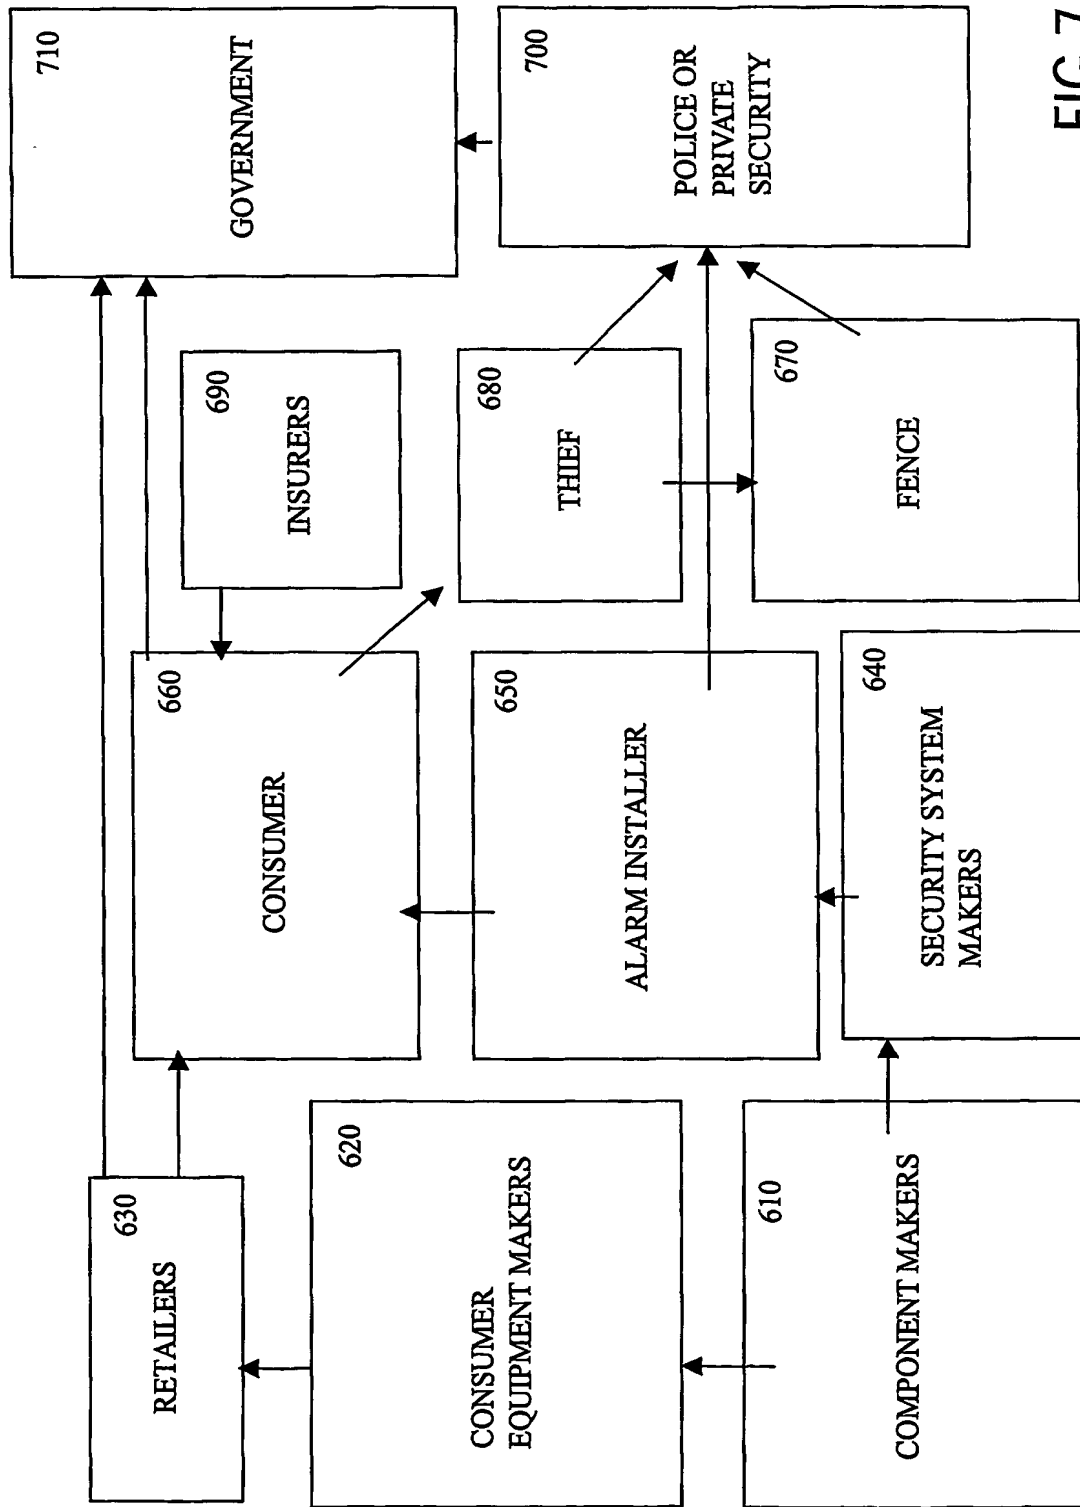 COMPONENT MAKERS
610
CONSUMER
EQUIPMENT MAKERS
620
RETAILERS
630
SECURITY SYSTEM
MAKERS
640
ALARM INSTALLER
650
CONSUMER
660
FENCE
670
THIEF
680
INSURERS
690
POLICE OR
PRIVATE
SECURITY
700
GOVERNMENT
710
FIG. 7